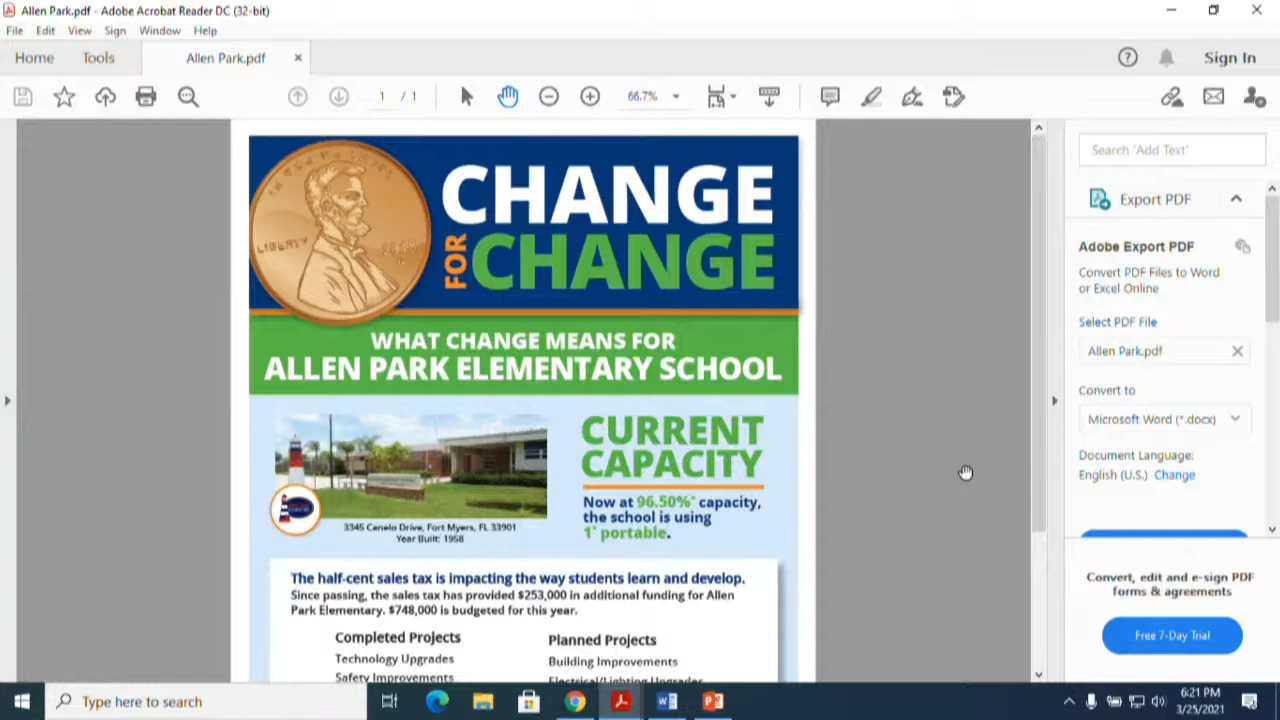 Allen Park.pdf - Adobe Acrobat Reader DC (32-bit)
File Edit View Sign Window Help
Home Tools Allen Park.pdf Sign In
1 / 1 66.7%
Search 'Add Text'
Export PDF
Adobe Export PDF
Convert PDF Files to Word
or Excel Online
Select PDF File
Allen Park.pdf
Convert to
Microsoft Word (*.docx)
Document Language:
English (U.S.) Change
Convert, edit and e-sign PDF
forms & agreements
Free 7-Day Trial
LIBERTY
CHANGE
FOR
CHANGE
WHAT CHANGE MEANS FOR
ALLEN PARK ELEMENTARY SCHOOL
CURRENT
CAPACITY
Now at 96.50%* capacity,
the school is using
1* portable.
3345 Canelo Drive, Fort Myers, FL 33901
Year Built: 1958
The half-cent sales tax is impacting the way students learn and develop.
Since passing, the sales tax has provided $253,000 in additional funding for Allen
Park Elementary. $748,000 is budgeted for this year.
Completed Projects
Technology Upgrades
Safety Improvements
Planned Projects
Building Improvements
Electrical/Lighting Upgrades
Type here to search
6:21 PM
3/25/2021